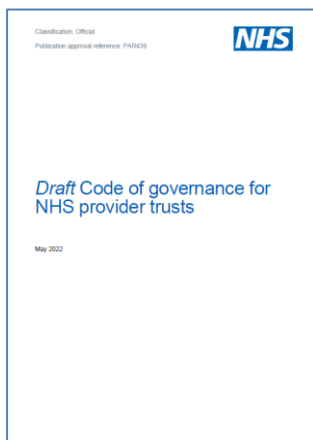 Classification: Official
Publication approval reference: PAR439
NHS
Draft Code of governance for
NHS provider trusts
May 2022